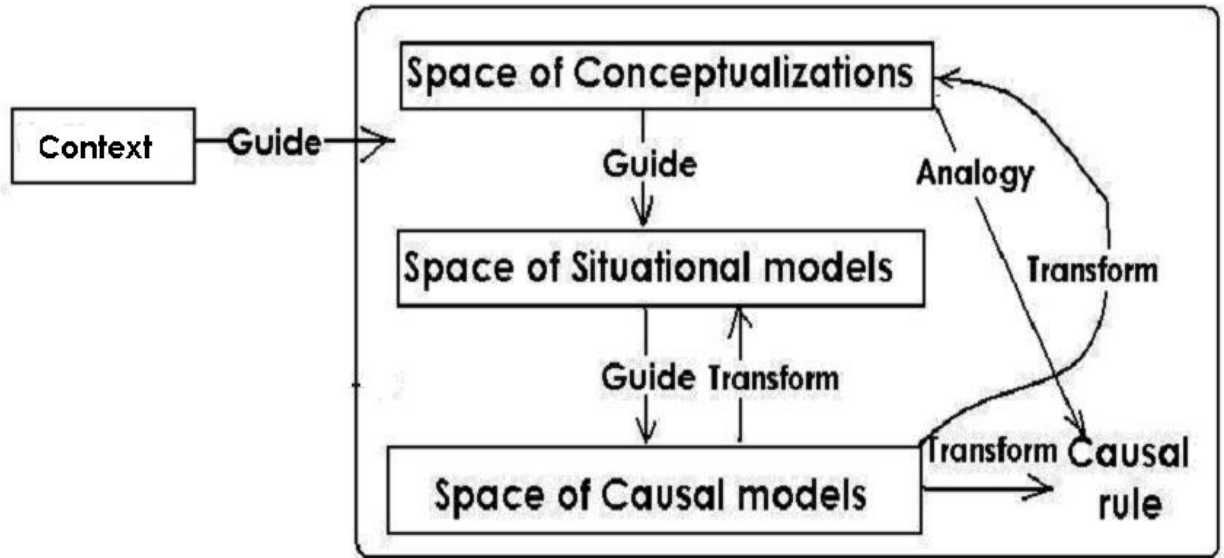 Space of Conceptualizations
Context
Guide
Guide
Analogy
Space of Situational models
Transform
Guide
Transform
Transform
Causal
rule
Space of Causal models